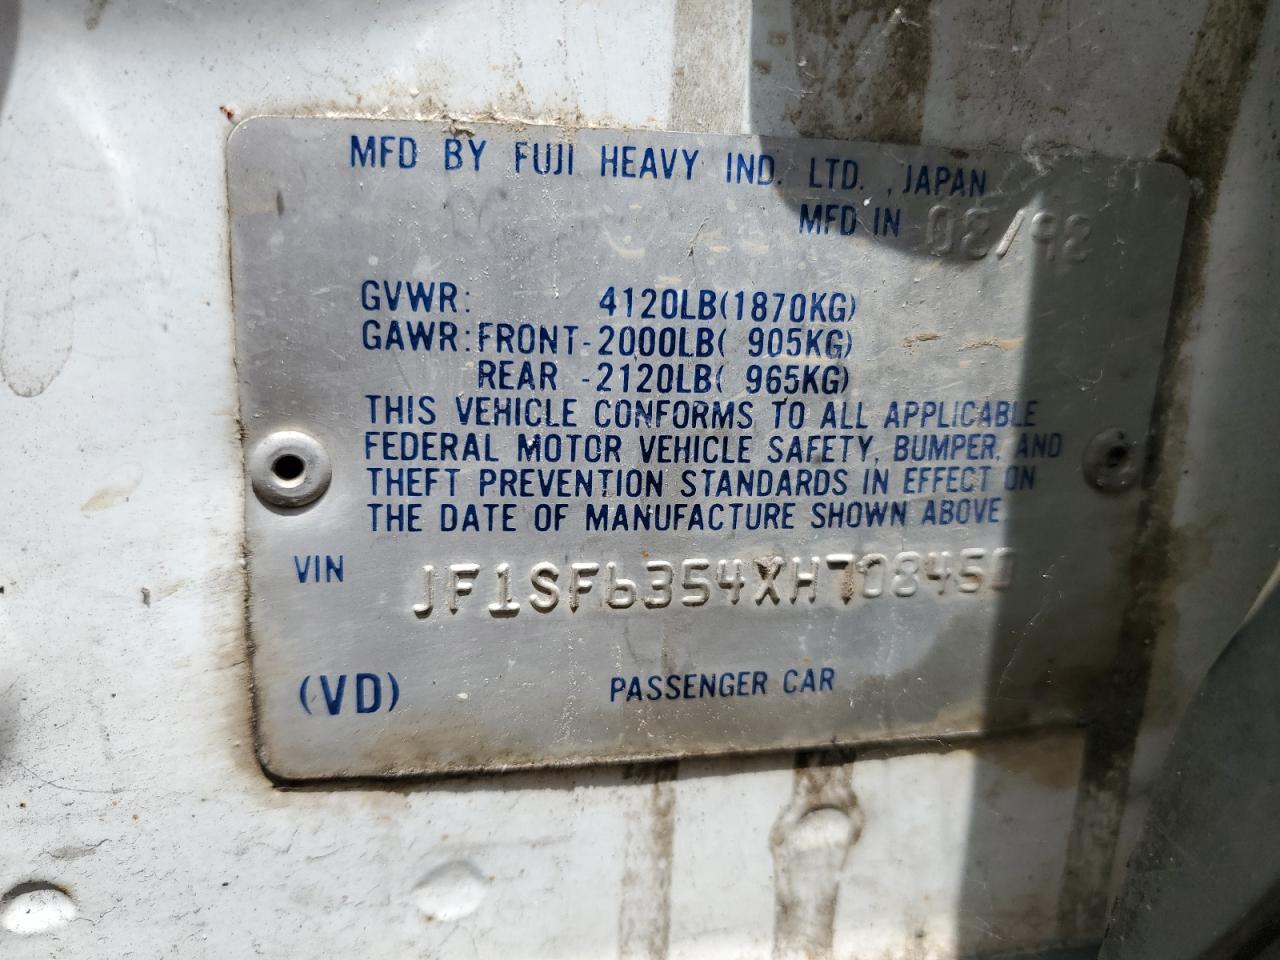 MFD BY FUJI HEAVY IND. LTD. , JAPAN
MFD IN 08/98
GVWR: 4120LB(1870KG)
GAWR: FRONT-2000LB( 905KG)
REAR -2120LB( 965KG)
THIS VEHICLE CONFORMS TO ALL APPLICABLE
FEDERAL MOTOR VEHICLE SAFETY, BUMPER, AND
THEFT PREVENTION STANDARDS IN EFFECT ON
THE DATE OF MANUFACTURE SHOWN ABOVE
VIN JF1SF6354XH708450
(VD) PASSENGER CAR